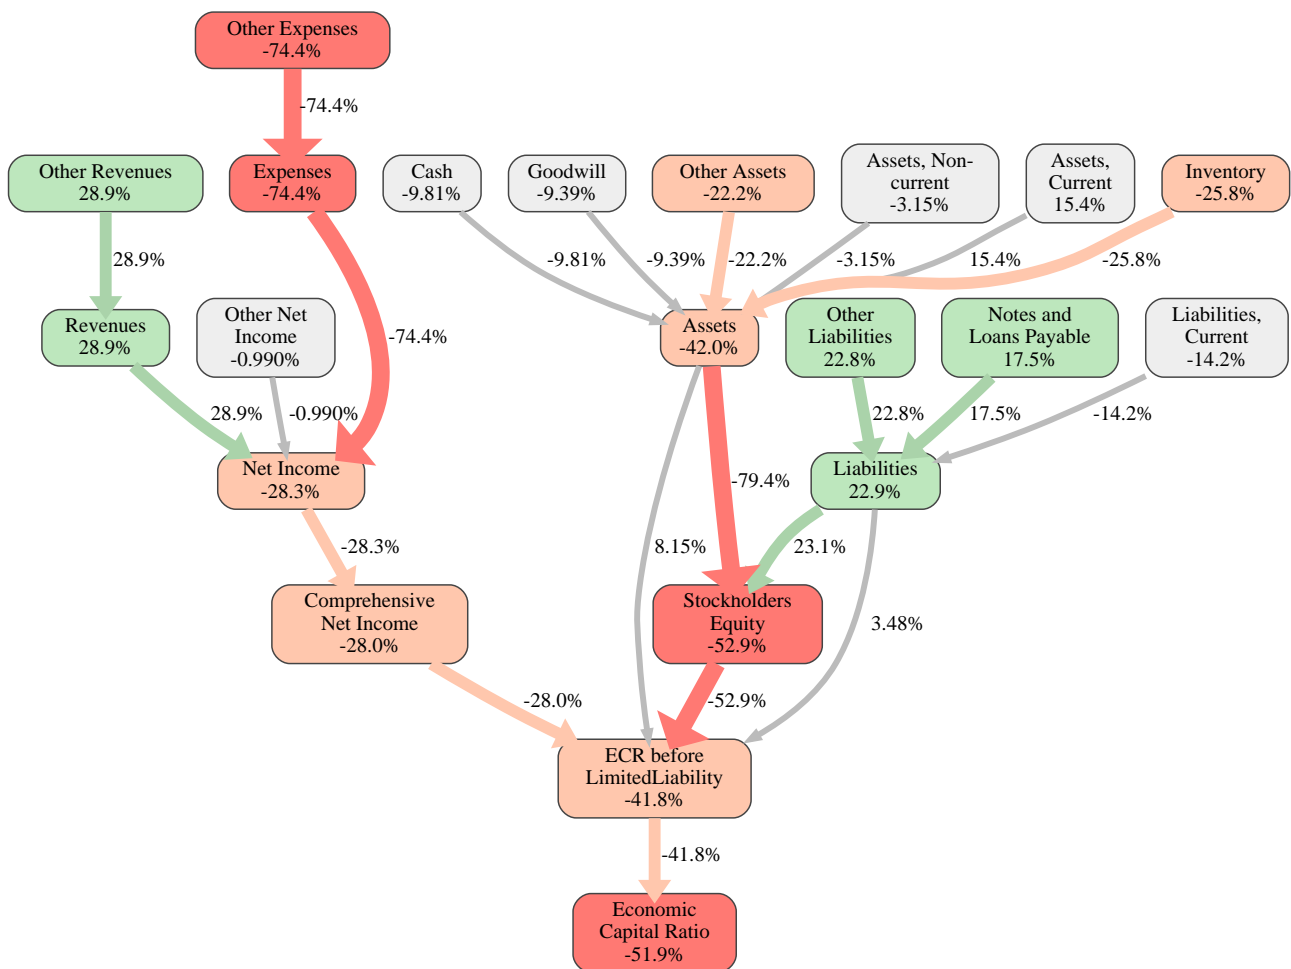 Other Expenses
-74.4%
-74.4%
Other Revenues
28.9%
Expenses
-74.4%
Cash
-9.81%
Goodwill
-9.39%
Other Assets
-22.2%
Assets, Non-
current
-3.15%
Assets,
Current
15.4%
Inventory
-25.8%
28.9%
-9.81%
-9.39%
-22.2%
-3.15%
15.4%
-25.8%
Revenues
28.9%
Other Net
Income
-0.990%
-74.4%
Assets
-42.0%
Other
Liabilities
22.8%
Notes and
Loans Payable
17.5%
Liabilities,
Current
-14.2%
28.9%
-0.990%
22.8%
17.5%
-14.2%
Net Income
-28.3%
-79.4%
Liabilities
22.9%
-28.3%
8.15%
23.1%
Comprehensive
Net Income
-28.0%
Stockholders
Equity
-52.9%
3.48%
-28.0%
-52.9%
ECR before
LimitedLiability
-41.8%
-41.8%
Economic
Capital Ratio
-51.9%